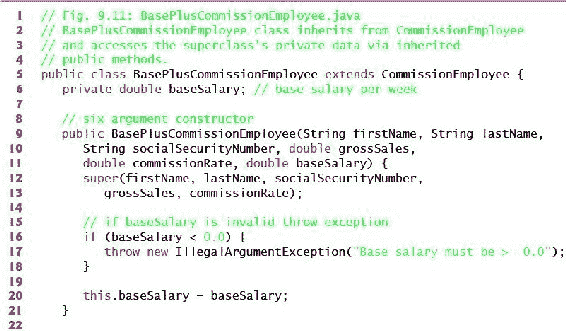 1 // Fig. 9.11: BasePlusCommissionEmployee.java
2 // BasePlusCommissionEmployee class inherits from CommissionEmployee
3 // and accesses the superclass's private data via inherited
4 // public methods.
5 public class BasePlusCommissionEmployee extends CommissionEmployee {
6 private double baseSalary; // base salary per week
7
8 // six argument constructor
9 public BasePlusCommissionEmployee(String firstName, String lastName,
10 String socialSecurityNumber, double grossSales,
11 double commissionRate, double baseSalary) {
12 super(firstName, lastName, socialSecurityNumber,
13 grossSales, commissionRate);
14
15 // if baseSalary is invalid throw exception
16 if (baseSalary < 0.0) {
17 throw new IllegalArgumentException("Base salary must be >= 0.0");
18 }
19
20 this.baseSalary = baseSalary;
21 }
22